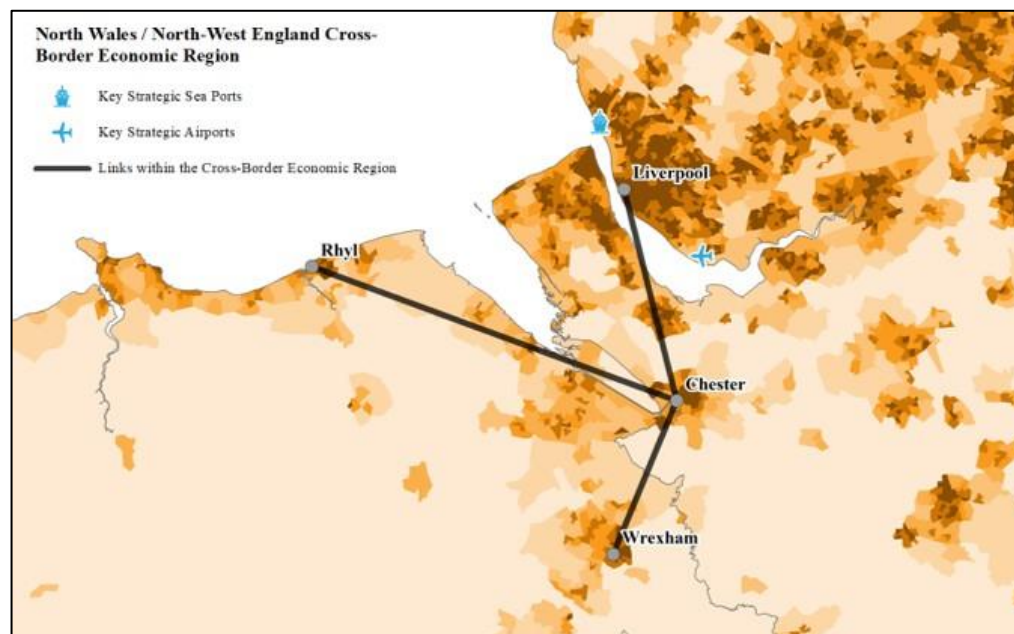 North Wales / North-West England Cross-
Border Economic Region
Key Strategic Sea Ports
Key Strategic Airports
Links within the Cross-Border Economic Region
Liverpool
Rhyl
Chester
Wrexham